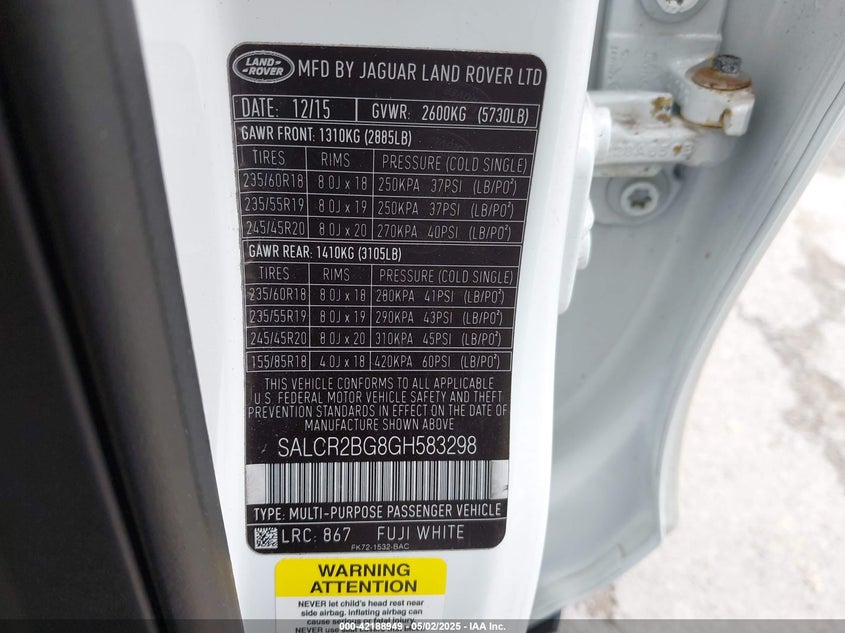 LAND-
-ROVER
MFD BY JAGUAR LAND ROVER LTD
DATE: 12/15 GVWR: 2600KG (5730LB)
GAWR FRONT: 1310KG (2885LB)
TIRES RIMS PRESSURE (COLD SINGLE)
235/60R18 8.0J x 18 250KPA 37PSI (LB/PO²)
235/55R19 8.0J x 19 250KPA 37PSI (LB/PO²)
245/45R20 8.0J x 20 270KPA 40PSI (LB/PO²)
GAWR REAR: 1410KG (3105LB)
TIRES RIMS PRESSURE (COLD SINGLE)
235/60R18 8.0J x 18 280KPA 41PSI (LB/PO²)
235/55R19 8.0J x 19 290KPA 43PSI (LB/PO²)
245/45R20 8.0J x 20 310KPA 45PSI (LB/PO²)
155/85R18 4.0J x 18 420KPA 60PSI (LB/PO²)
THIS VEHICLE CONFORMS TO ALL APPLICABLE
U.S. FEDERAL MOTOR VEHICLE SAFETY AND THEFT
PREVENTION STANDARDS IN EFFECT ON THE DATE OF
MANUFACTURE SHOWN ABOVE
SALCR2BG8GH583298
TYPE: MULTI-PURPOSE PASSENGER VEHICLE
LRC: 867 FUJI WHITE
FK72-1532-BAC
WARNING
ATTENTION
NEVER let child's head rest near
side airbag. Inflating airbag can
cause serious or fatal injury.
00-42188949 - 05/02/2025 - IAA Inc.